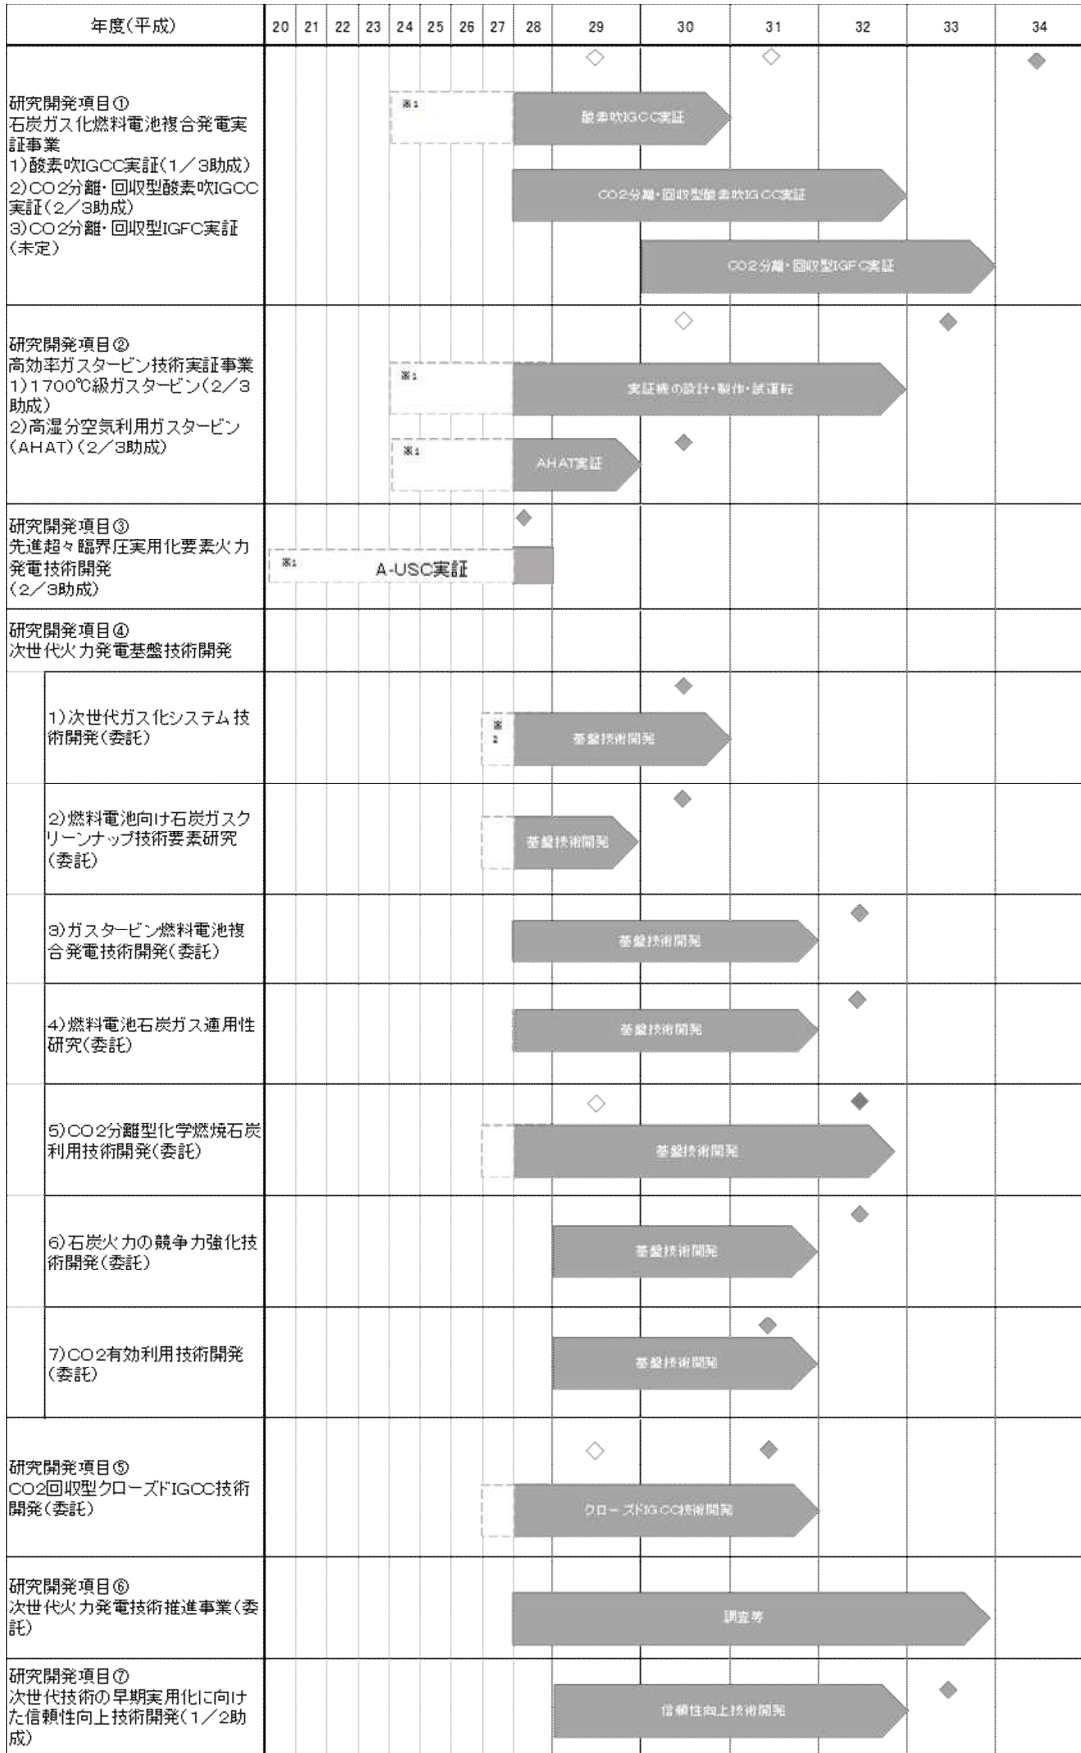 年度(平成) 20 21 22 23 24 25 26 27 28 29 30 31 32 33 34
研究開発項目①
石炭ガス化燃料電池複合発電実
証事業
1)酸素吹IGCC実証(1/3助成)
2)CO2分離・回収型酸素吹IGCC
実証(2/3助成)
3)CO2分離・回収型IGFC実証
(未定)
※1
酸素吹IGCC実証
CO2分離・回収型酸素吹IGCC実証
CO2分離・回収型IGFC実証
研究開発項目②
高効率ガスタービン技術実証事業
1)1700℃級ガスタービン(2/3
助成)
2)高湿分空気利用ガスタービン
(AHAT)(2/3助成)
※1
実証機の設計・製作・試運転
※1
AHAT実証
研究開発項目③
先進超々臨界圧実用化要素火力
発電技術開発
(2/3助成)
※1
A-USC実証
研究開発項目④
次世代火力発電基盤技術開発
1)次世代ガス化システム技
術開発(委託)
※
2
基盤技術開発
2)燃料電池向け石炭ガスク
リーンナップ技術要素研究
(委託)
基盤技術開発
3)ガスタービン燃料電池複
合発電技術開発(委託)
基盤技術開発
4)燃料電池石炭ガス適用性
研究(委託)
基盤技術開発
5)CO2分離型化学燃焼石炭
利用技術開発(委託)
基盤技術開発
6)石炭火力の競争力強化技
術開発(委託)
基盤技術開発
7)CO2有効利用技術開発
(委託)
基盤技術開発
研究開発項目⑤
CO2回収型クローズドIGCC技術
開発(委託)
クローズドIGCC技術開発
研究開発項目⑥
次世代火力発電技術推進事業(委
託)
調査等
研究開発項目⑦
次世代技術の早期実用化に向け
た信頼性向上技術開発(1/2助
成)
信頼性向上技術開発